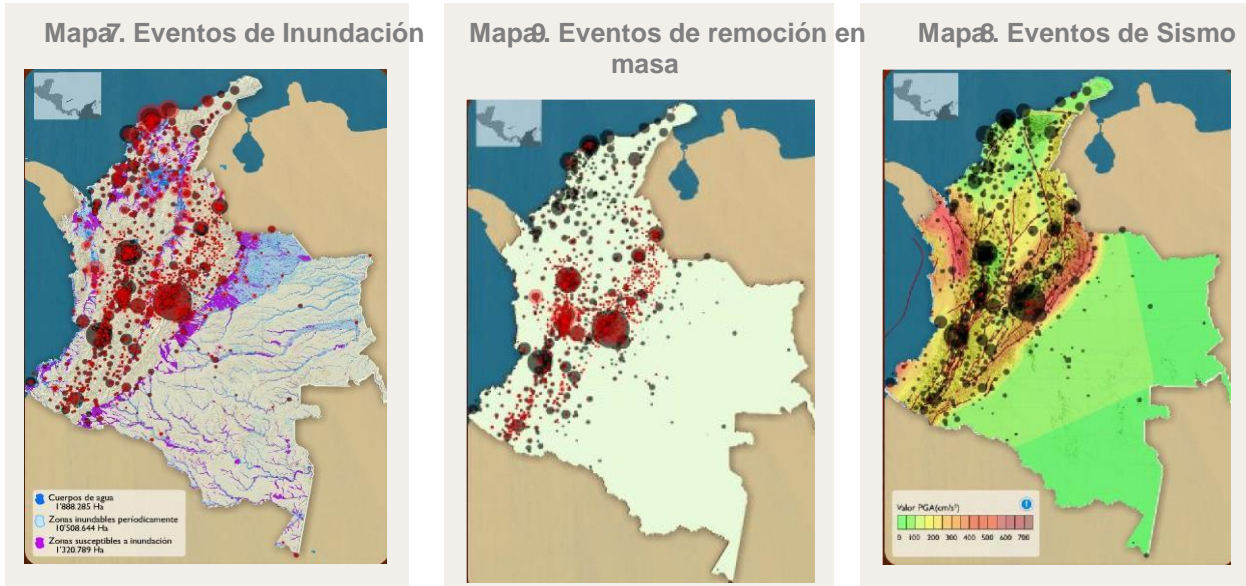 Mapa7. Eventos de Inundación
Cuerpos de agua
1'888.285 Ha
Zonas inundables periódicamente
10'508.644 Ha
Zonas susceptibles a inundación
1'320.789 Ha
Mapa9. Eventos de remoción en
masa
Mapa8. Eventos de Sismo
Valor PGA(cm/s²)
0 100 200 300 400 500 600 700